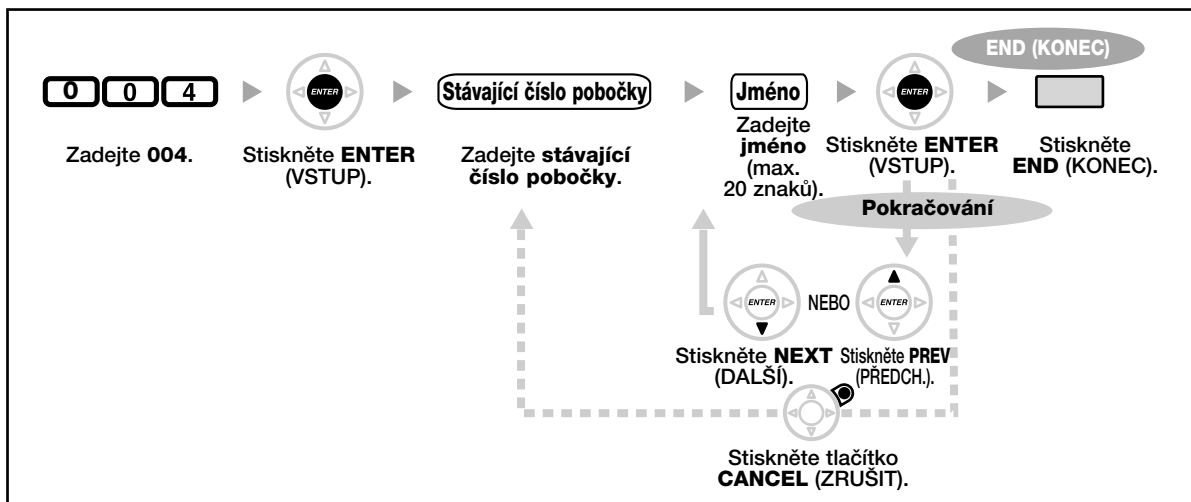 END (KONEC)
0 0 4
ENTER
Stávající číslo pobočky
Jméno
ENTER
Zadejte 004.
Stiskněte ENTER
(VSTUP).
Zadejte stávající
číslo pobočky.
Zadejte
jméno
(max.
20 znaků).
Stiskněte ENTER
(VSTUP).
Stiskněte
END (KONEC).
Pokračování
ENTER
NEBO
ENTER
Stiskněte NEXT
(DALŠÍ).
Stiskněte PREV
(PŘEDCH.).
Stiskněte tlačítko
CANCEL (ZRUŠIT).